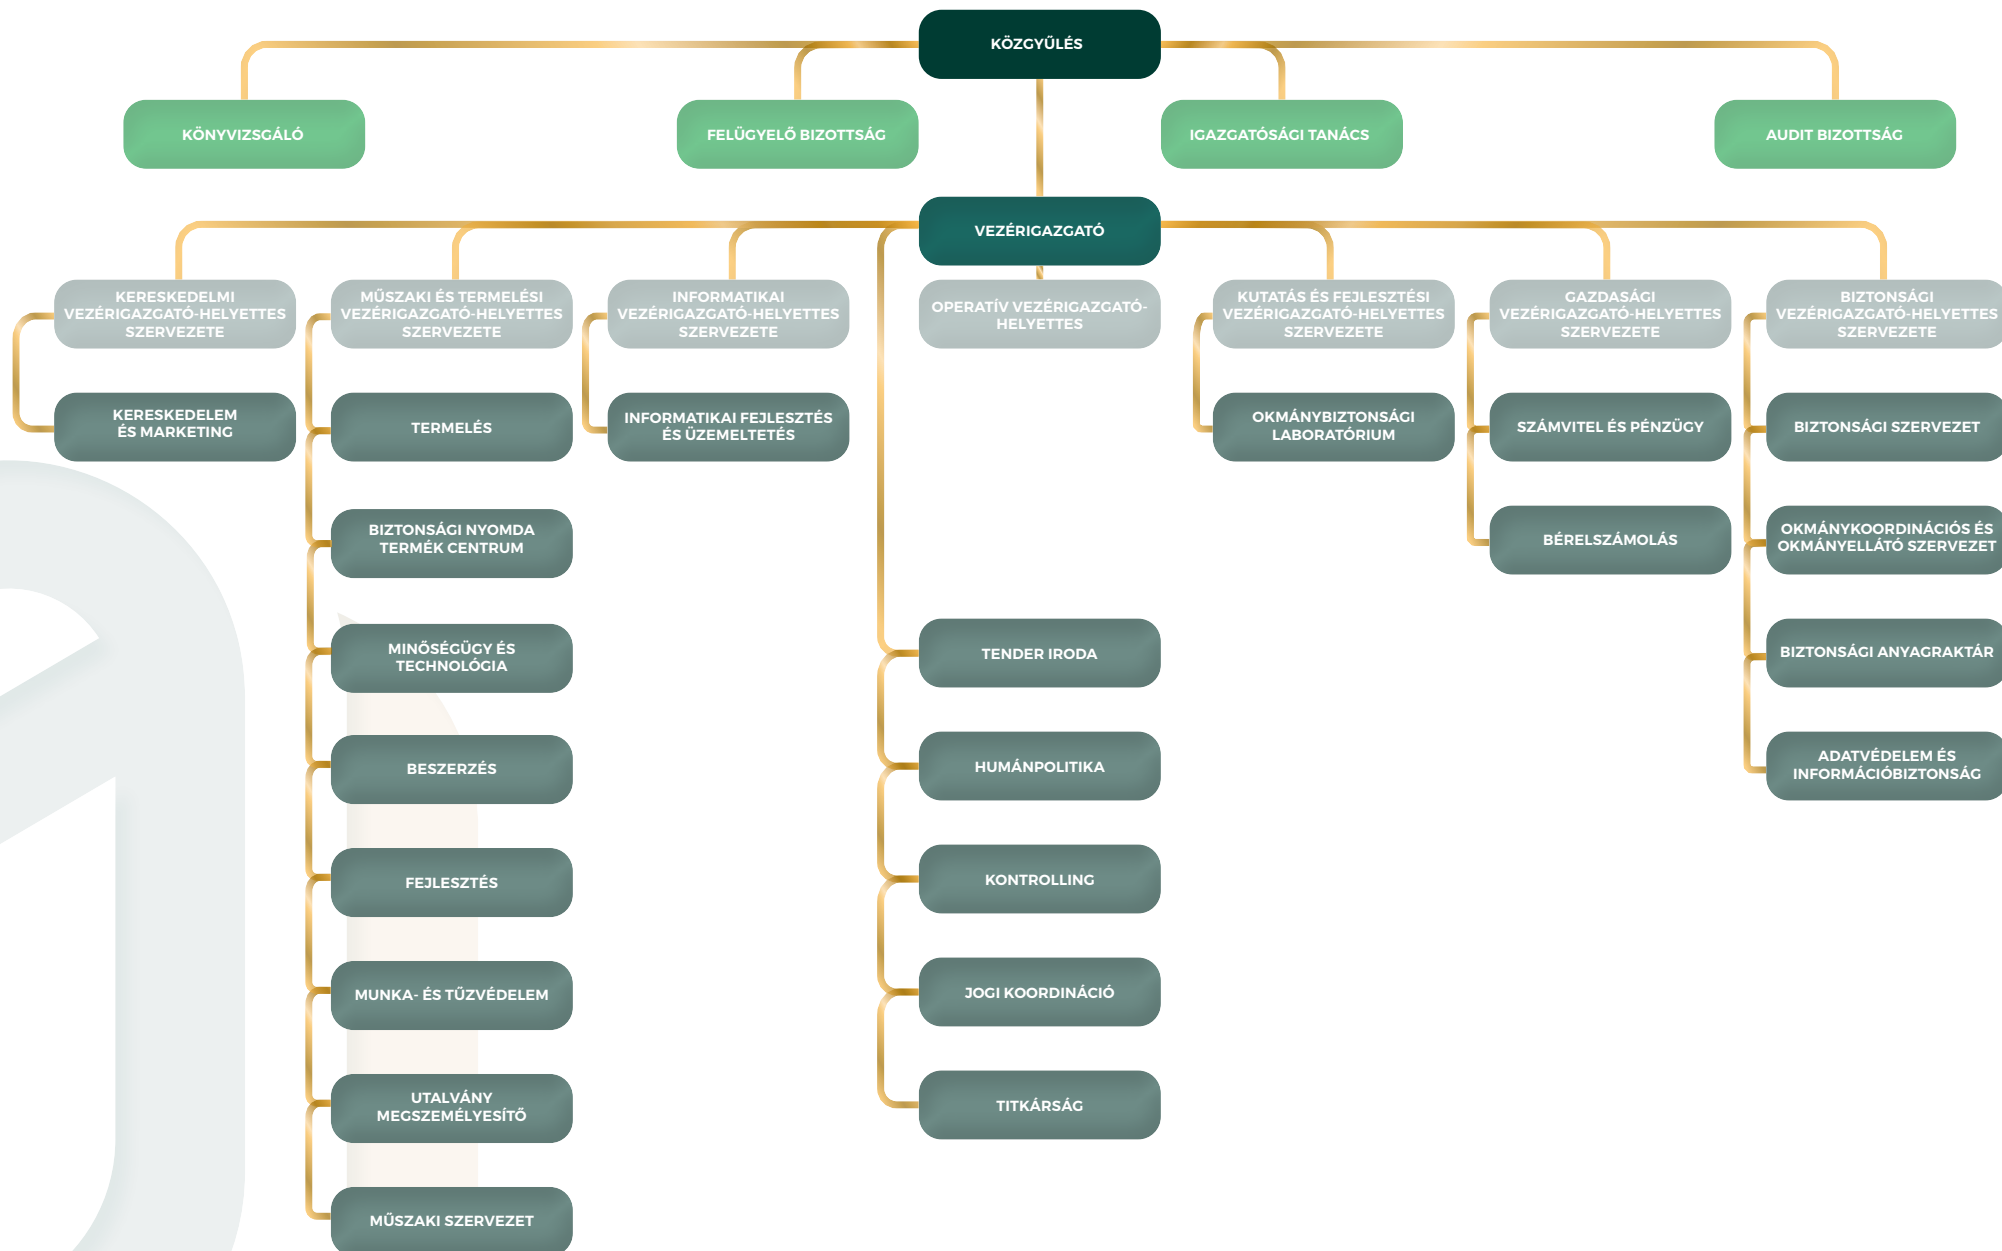 KÖZGYŰLÉS
KÖNYVIZSGÁLÓ
FELÜGYELŐ BIZOTTSÁG
IGAZGATÓSÁGI TANÁCS
AUDIT BIZOTTSÁG
VEZÉRIGAZGATÓ
KERESKEDELMI
VEZÉRIGAZGATÓ-HELYETTES
SZERVEZETE
MŰSZAKI ÉS TERMELÉSI
VEZÉRIGAZGATÓ-HELYETTES
SZERVEZETE
INFORMATIKAI
VEZÉRIGAZGATÓ-HELYETTES
SZERVEZETE
OPERATÍV VEZÉRIGAZGATÓ-
HELYETTES
KUTATÁS ÉS FEJLESZTÉSI
VEZÉRIGAZGATÓ-HELYETTES
SZERVEZETE
GAZDASÁGI
VEZÉRIGAZGATÓ-HELYETTES
SZERVEZETE
BIZTONSÁGI
VEZÉRIGAZGATÓ-HELYETTES
SZERVEZETE
KERESKEDELEM
ÉS MARKETING
TERMELÉS
INFORMATIKAI FEJLESZTÉS
ÉS ÜZEMELTETÉS
OKMÁNYBIZTONSÁGI
LABORATÓRIUM
SZÁMVITEL ÉS PÉNZÜGY
BIZTONSÁGI SZERVEZET
BIZTONSÁGI NYOMDA
TERMÉK CENTRUM
BÉRELSZÁMOLÁS
OKMÁNYKOORDINÁCIÓS ÉS
OKMÁNYELLÁTÓ SZERVEZET
MINŐSÉGÜGY ÉS
TECHNOLÓGIA
TENDER IRODA
BIZTONSÁGI ANYAGRAKTÁR
BESZERZÉS
HUMÁNPOLITIKA
ADATVÉDELEM ÉS
INFORMÁCIÓBIZTONSÁG
FEJLESZTÉS
KONTROLLING
MUNKA- ÉS TŰZVÉDELEM
JOGI KOORDINÁCIÓ
UTALVÁNY
MEGSZEMÉLYESÍTŐ
TITKÁRSÁG
MŰSZAKI SZERVEZET